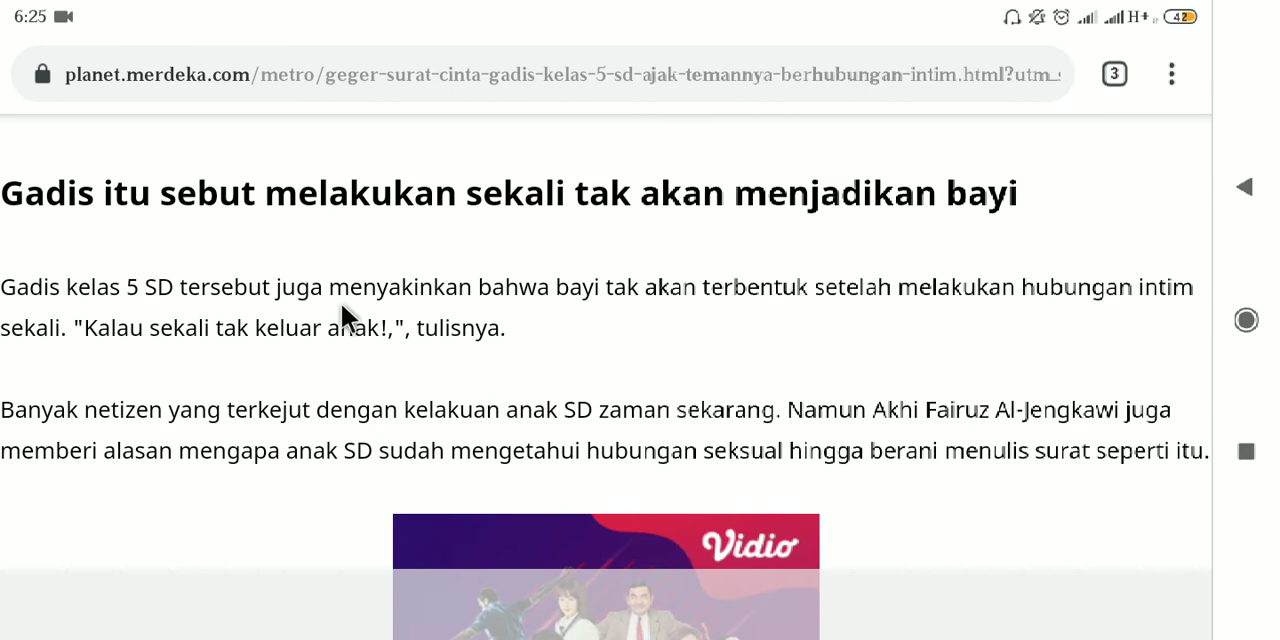 6:25 H+ 42
planet.merdeka.com/metro/geger-surat-cinta-gadis-kelas-5-sd-ajak-temannya-berhubungan-intim.html?utm_ 3
Gadis itu sebut melakukan sekali tak akan menjadikan bayi
Gadis kelas 5 SD tersebut juga menyakinkan bahwa bayi tak akan terbentuk setelah melakukan hubungan intim
sekali. "Kalau sekali tak keluar anak!,", tulisnya.
Banyak netizen yang terkejut dengan kelakuan anak SD zaman sekarang. Namun Akhi Fairuz Al-Jengkawi juga
memberi alasan mengapa anak SD sudah mengetahui hubungan seksual hingga berani menulis surat seperti itu.
Vidio